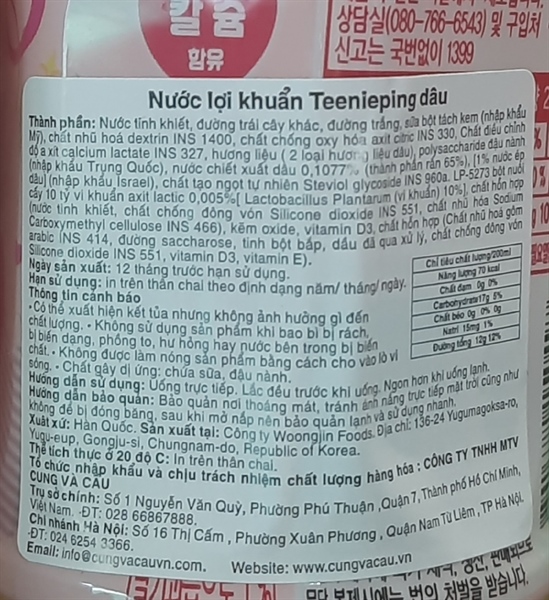 칼슘
함유
상담실(080-766-6543) 및 구입처
신고는 국번없이 1399
Nước lợi khuẩn Teenieping dâu
Thành phần: Nước tinh khiết, đường trái cây khác, đường trắng, sữa bột tách kem (nhập khẩu
Mỹ), chất nhũ hoá dextrin INS 1400, chất chống oxy hóa axit citric INS 330, Chất điều chỉnh
độ a xit calcium lactate INS 327, hương liệu ( 2 loại hương liệu dâu), polysaccharide đậu nành
(nhập khẩu Trung Quốc), nước chiết xuất dâu 0,1077% (thành phần rắn 65%), [1% nước ép
dâu] (nhập khẩu Israel), chất tạo ngọt tự nhiên Steviol glycoside INS 960a. LP-5273 bột nuôi
cấy 10 tỷ vi khuẩn axit lactic 0,005%[ Lactobacillus Plantarum (vi khuẩn) 10%], chất hỗn hợp
(nước tinh khiết, chất chống đông vón Silicone dioxide INS 551, chất nhũ hóa Sodium
Carboxymethyl cellulose INS 466), kẽm oxide, vitamin D3, chất hỗn hợp (Chất nhũ hoá gôm
arabic INS 414, đường saccharose, tinh bột bắp, dầu đã qua xử lý, chất chống đông vón
Silicone dioxide INS 551, vitamin D3, vitamin E).
Ngày sản xuất: 12 tháng trước hạn sử dụng.
Hạn sử dụng: in trên thân chai theo định dạng năm/ tháng/ ngày.
Thông tin cảnh báo
•Có thể xuất hiện kết tủa nhưng không ảnh hưởng gì đến
chất lượng. • Không sử dụng sản phẩm khi bao bì bị rách,
bị biến dạng, phồng to, hư hỏng hay nước bên trong bị biến
chất. • Không được làm nóng sản phẩm bằng cách cho vào lò vi
sóng. • Chất gây dị ứng: chứa sữa, đậu nành.
Chỉ tiêu chất lượng/200ml
Năng lượng 70 kcal
Chất đạm 0g 0%
Carbohydrate17g 5%
Chất béo 0g 0% 0g
Natri 15mg 1%
Đường tổng 12g 12%
Hướng dẫn sử dụng: Uống trực tiếp. Lắc đều trước khi uống. Ngon hơn khi uống lạnh.
Hướng dẫn bảo quản: Bảo quản nơi thoáng mát, tránh ánh nắng trực tiếp mặt trời cũng như
không để bị đóng băng, sau khi mở nắp nên bảo quản lạnh và sử dụng nhanh.
Xuất xứ: Hàn Quốc. Sản xuất tại: Công ty Woongjin Foods. Địa chỉ: 136-24 Yugumagoksa-ro,
Yugu-eup, Gongju-si, Chungnam-do, Republic of Korea.
Thể tích thực ở 20 độ C: In trên thân chai.
Tổ chức nhập khẩu và chịu trách nhiệm chất lượng hàng hóa : CÔNG TY TNHH MTV
CUNG VÀ CẦU
Trụ sở chính: Số 1 Nguyễn Văn Quỳ, Phường Phú Thuận ,Quận 7, Thành phố Hồ Chí Minh,
Việt Nam. -ĐT: 028 66867888,
Chi nhánh Hà Nội: Số 16 Thị Cấm , Phường Xuân Phương , Quận Nam Từ Liêm , TP Hà Nội.
-ĐT: 024 6254 3366.
Email: info@cungvacauvn.com. Website: www.cungvacau.vn
법의 처벌을 받습니다.